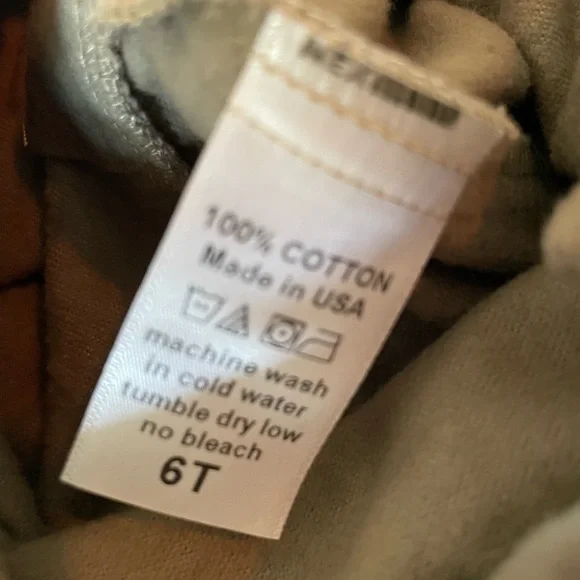 100% COTTON
Made in USA
machine wash
in cold water
tumble dry low
no bleach
6T